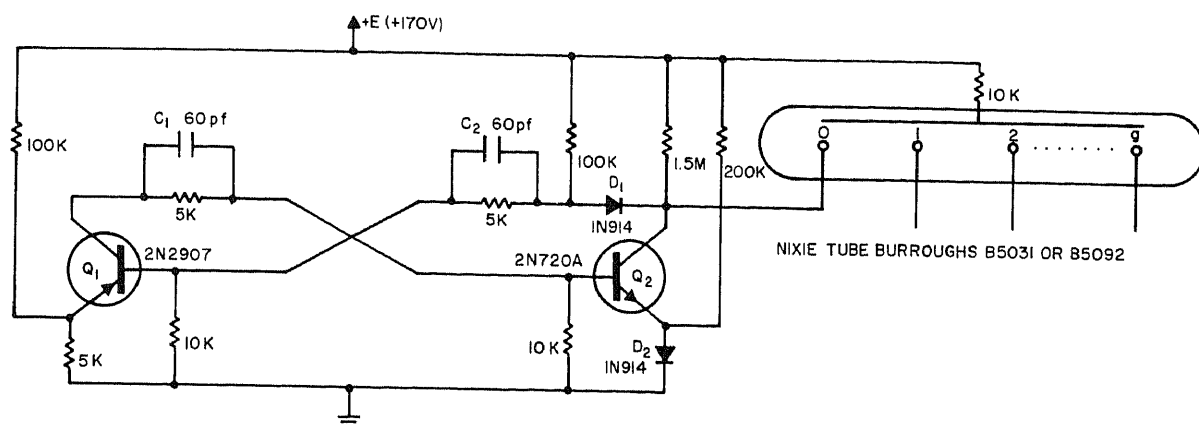 +E (+170V)
10K
C₁ 60pf
C₂ 60pf
100K
100K
1.5M
200K
0 1 2 ........ 9
D₁
1N914
5K
5K
2N2907
2N720A
Q₁
Q₂
NIXIE TUBE BURROUGHS B5031 OR B5092
10K
10K
5K
D₂
1N914